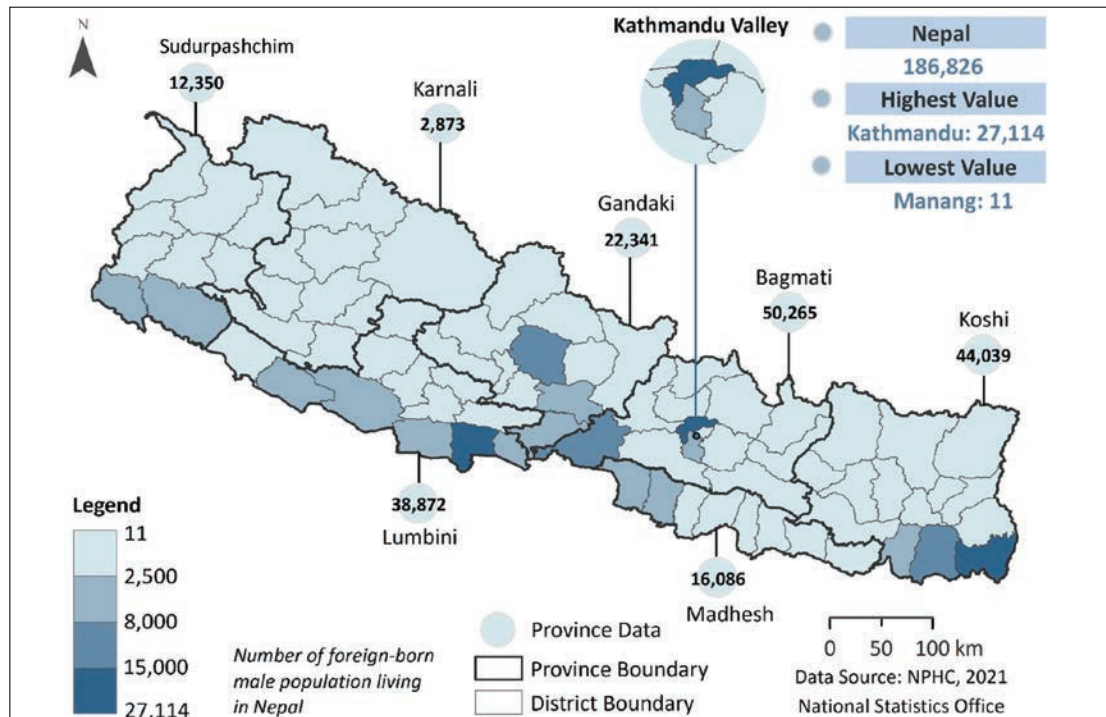 N
Sudurpashchim
12,350
Karnali
2,873
Gandaki
22,341
Kathmandu Valley
Bagmati
50,265
Koshi
44,039
Nepal
186,826
Highest Value
Kathmandu: 27,114
Lowest Value
Manang: 11
38,872
Lumbini
16,086
Madhesh
Legend
11
2,500
8,000
15,000
27,114
Number of foreign-born
male population living
in Nepal
Province Data
Province Boundary
District Boundary
0 50 100 km
Data Source: NPHC, 2021
National Statistics Office